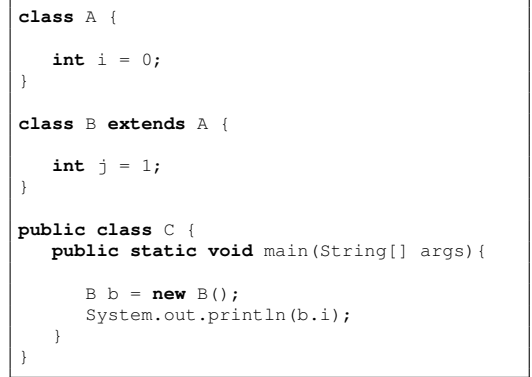 class A {
int i = 0;
}
class B extends A {
int j = 1;
}
public class C {
public static void main(String[] args){
B b = new B();
System.out.println(b.i);
}
}